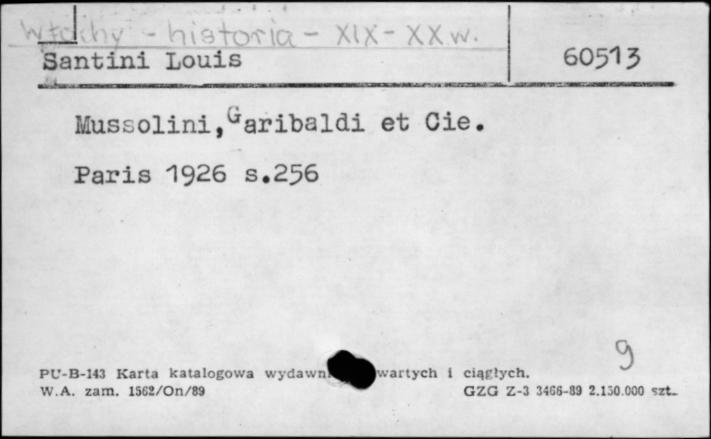 Włochy - historia - XIX - XX w.
Santini Louis 60513
Mussolini, Garibaldi et Cie.
Paris 1926 s.256
9
PU-B-143 Karta katalogowa wydawn wartych i ciągłych.
W.A. zam. 1562/On/89 GZG Z-3 3466-89 2.150.000 szt.